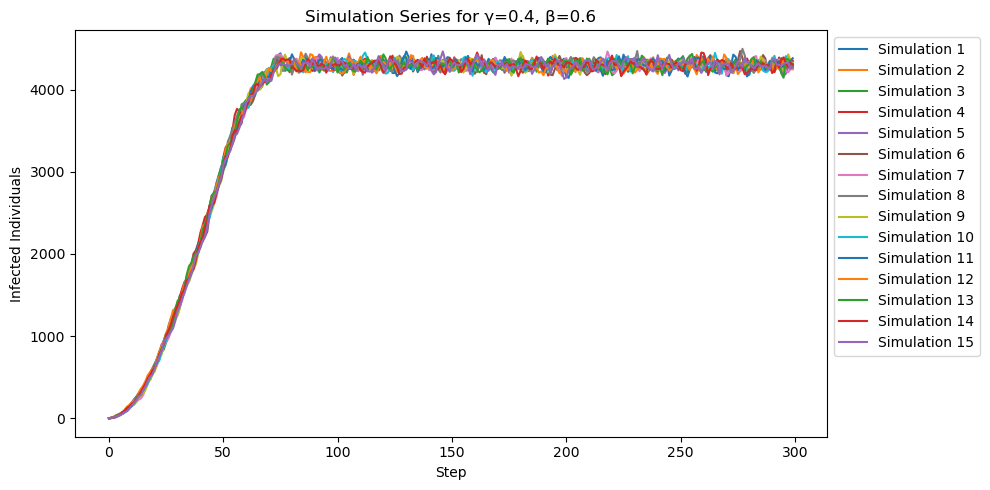 Simulation Series for γ=0.4, β=0.6
Infected Individuals
4000
3000
2000
1000
0
0
50
100
150
200
250
300
Step
Simulation 1
Simulation 2
Simulation 3
Simulation 4
Simulation 5
Simulation 6
Simulation 7
Simulation 8
Simulation 9
Simulation 10
Simulation 11
Simulation 12
Simulation 13
Simulation 14
Simulation 15